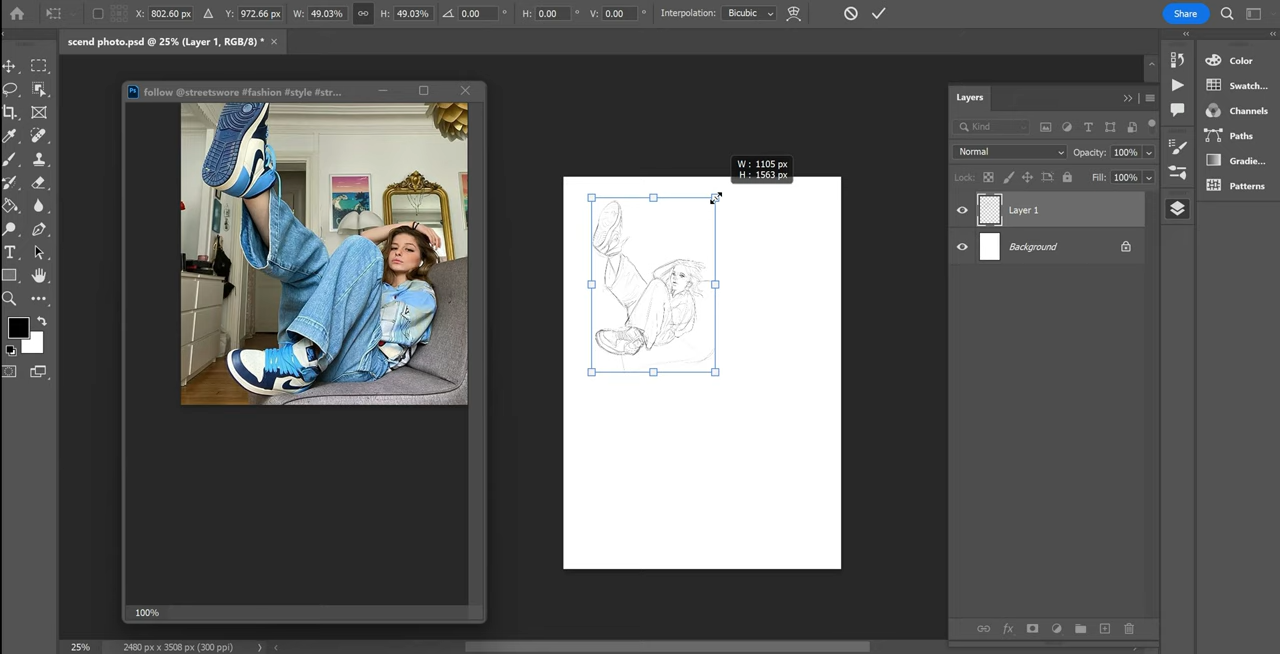 X: 802.60 px Y: 972.66 px W: 49.03% H: 49.03% 0.00 ° H: 0.00 ° V: 0.00 ° Interpolation: Bicubic Share
scend photo.psd @ 25% (Layer 1, RGB/8) * ×
follow @streetswore #fashion #style #str...
100%
W : 1105 px
H : 1563 px
Layers
Kind
Normal Opacity: 100%
Lock: Fill: 100%
Layer 1
Background
Color
Swatch...
Channels
Paths
Gradie...
Patterns
25% 2480 px x 3508 px (300 ppi)